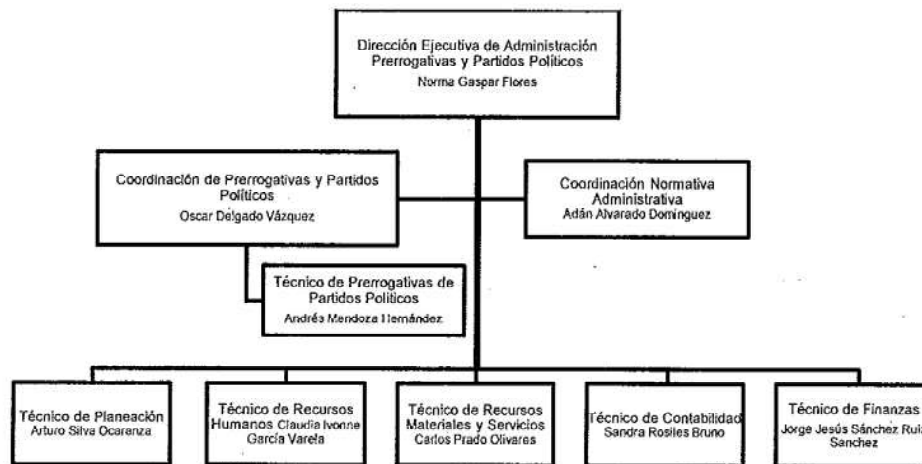 Dirección Ejecutiva de Administración
Prerrogativas y Partidos Políticos
Norma Gaspar Flores
Coordinación de Prerrogativas y Partidos
Políticos
Oscar Delgado Vázquez
Coordinación Normativa
Administrativa
Adán Alvarado Domínguez
Técnico de Prerrogativas de
Partidos Políticos
Andrés Mendoza Hernández
Técnico de Planeación
Arturo Silva Ocaranza
Técnico de Recursos
Humanos Claudia Ivonne
García Varela
Técnico de Recursos
Materiales y Servicios
Carlos Prado Olivares
Técnico de Contabilidad
Sandra Rosiles Bruno
Técnico de Finanzas
Jorge Jesús Sánchez Ruiz
Sanchez